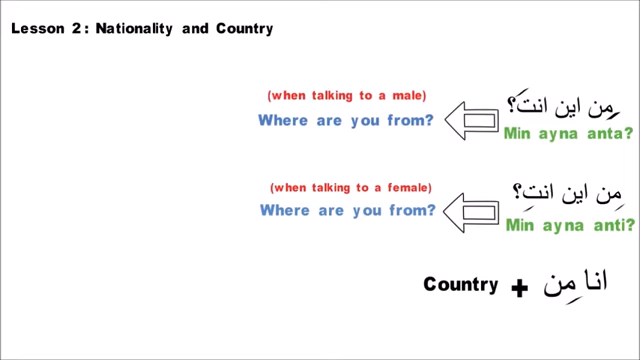 Lesson 2: Nationality and Country
(when talking to a male)
Where are you from?
مِن اين انتَ؟
Min ayna anta?
(when talking to a female)
Where are you from?
مِن اين انتِ؟
Min ayna anti?
انا مِن + Country